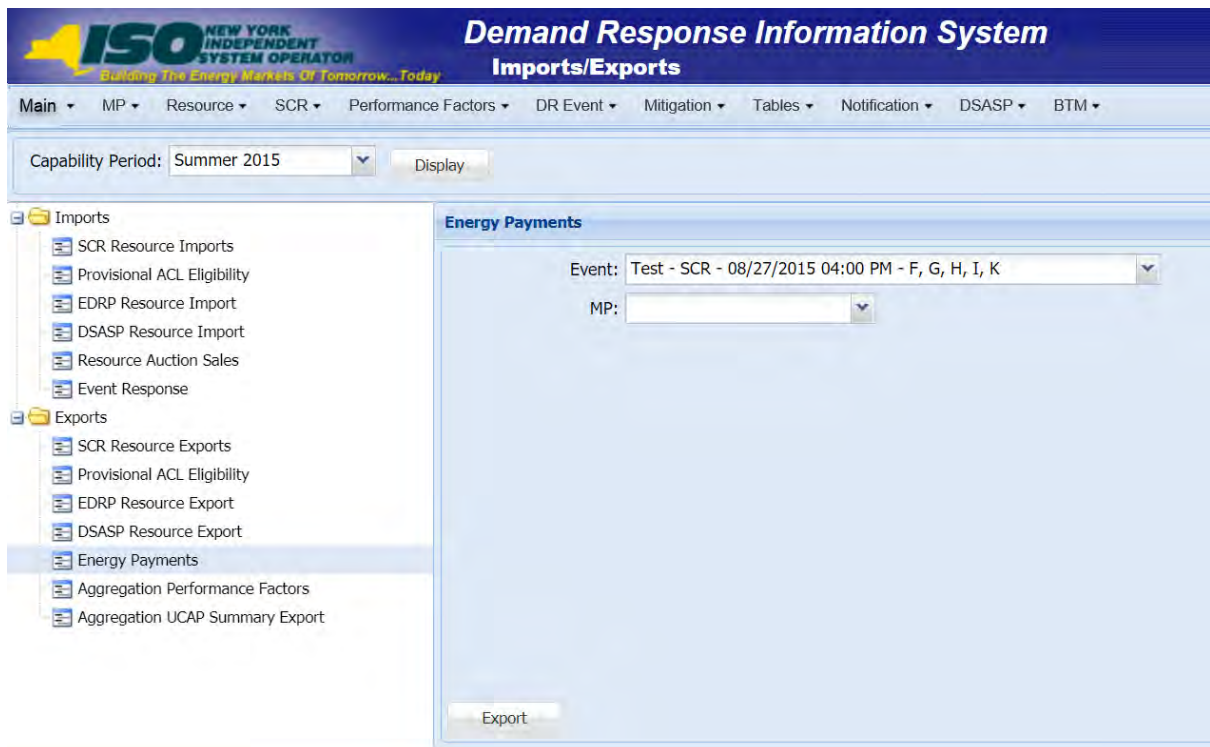 NEW YORK
ISO INDEPENDENT
SYSTEM OPERATOR
Building The Energy Markets Of Tomorrow...Today
Demand Response Information System
Imports/Exports
Main MP Resource SCR Performance Factors DR Event Mitigation Tables Notification DSASP BTM
Capability Period: Summer 2015 Display
Imports
SCR Resource Imports
Provisional ACL Eligibility
EDRP Resource Import
DSASP Resource Import
Resource Auction Sales
Event Response
Exports
SCR Resource Exports
Provisional ACL Eligibility
EDRP Resource Export
DSASP Resource Export
Energy Payments
Aggregation Performance Factors
Aggregation UCAP Summary Export
Energy Payments
Event: Test - SCR - 08/27/2015 04:00 PM - F, G, H, I, K
MP:
Export